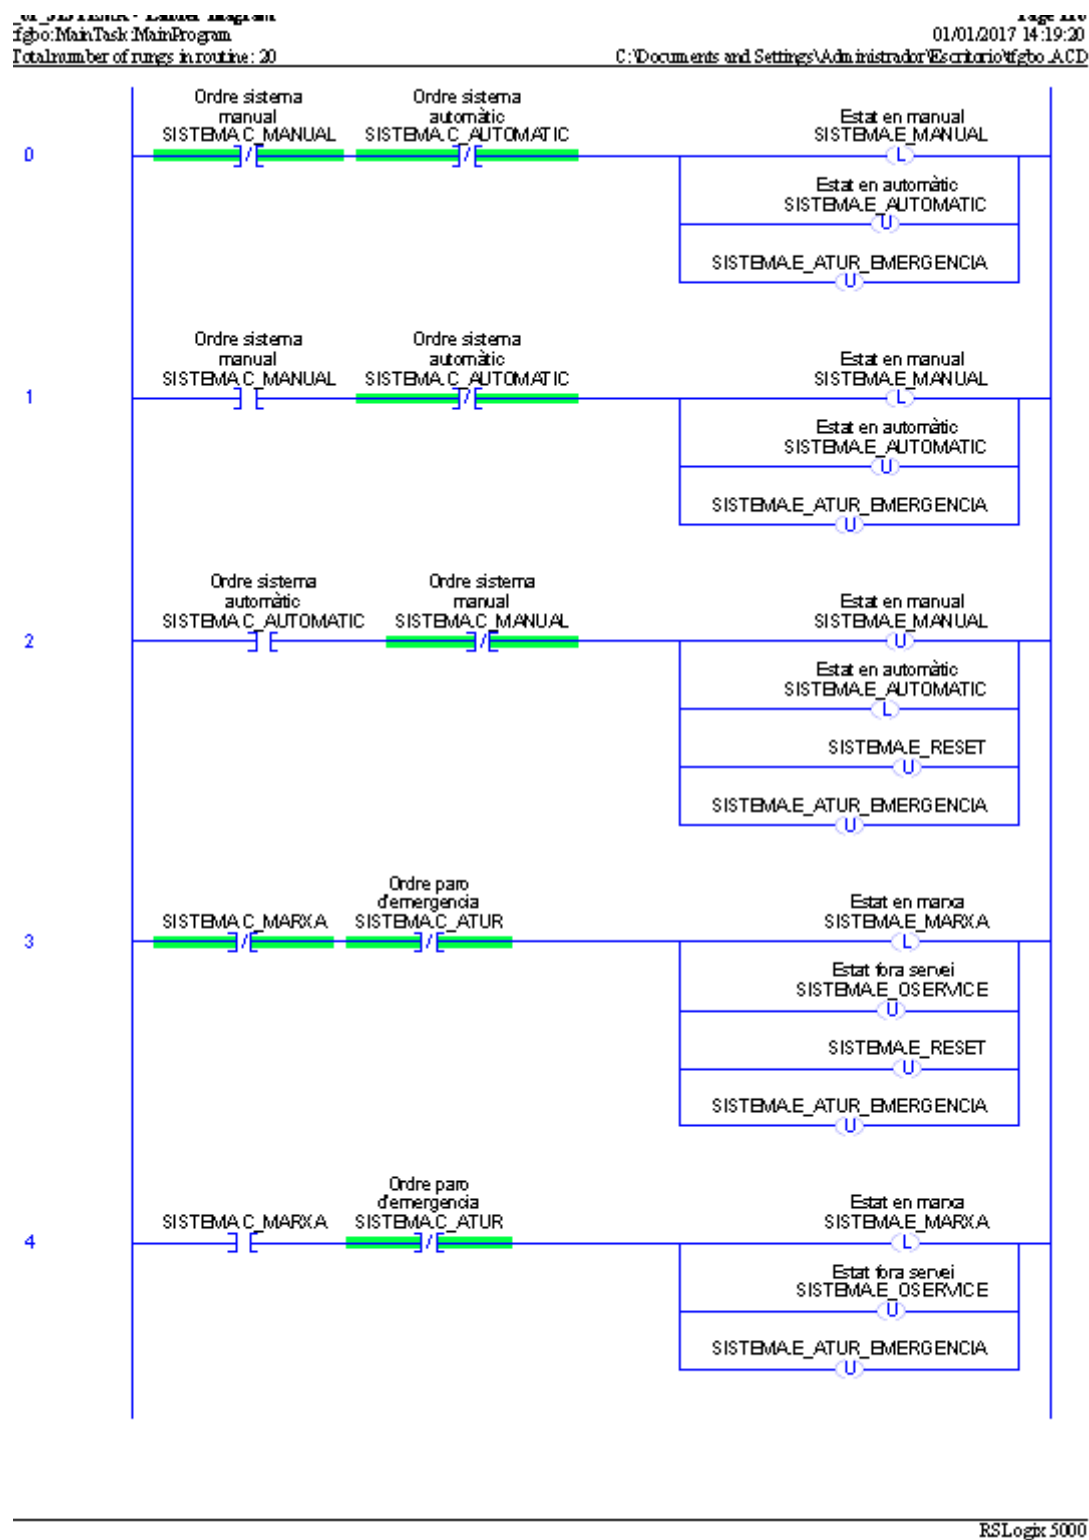 tfgbo:MainTask:MainProgram
01/01/2017 14:19:20
Total number of rungs in routine: 20
C:\Documents and Settings\Administrador\Escritorio\tfgbo.ACD
Ordre sistema
manual
SISTEMA.C_MANUAL
Ordre sistema
automàtic
SISTEMA.C_AUTOMATIC
Estat en manual
SISTEMA.E_MANUAL
0
L
Estat en automàtic
SISTEMA.E_AUTOMATIC
U
SISTEMA.E_ATUR_EMERGENCIA
U
Ordre sistema
manual
SISTEMA.C_MANUAL
Ordre sistema
automàtic
SISTEMA.C_AUTOMATIC
Estat en manual
SISTEMA.E_MANUAL
1
L
Estat en automàtic
SISTEMA.E_AUTOMATIC
U
SISTEMA.E_ATUR_EMERGENCIA
U
Ordre sistema
automàtic
SISTEMA.C_AUTOMATIC
Ordre sistema
manual
SISTEMA.C_MANUAL
Estat en manual
SISTEMA.E_MANUAL
2
U
Estat en automàtic
SISTEMA.E_AUTOMATIC
L
SISTEMA.E_RESET
U
SISTEMA.E_ATUR_EMERGENCIA
U
SISTEMA.C_MARXA
Ordre paro
d'emergencia
SISTEMA.C_ATUR
Estat en marxa
SISTEMA.E_MARXA
3
L
Estat fora servei
SISTEMA.E_OSERVICE
U
SISTEMA.E_RESET
U
SISTEMA.E_ATUR_EMERGENCIA
U
SISTEMA.C_MARXA
Ordre paro
d'emergencia
SISTEMA.C_ATUR
Estat en marxa
SISTEMA.E_MARXA
4
L
Estat fora servei
SISTEMA.E_OSERVICE
U
SISTEMA.E_ATUR_EMERGENCIA
U
RSLogix 5000